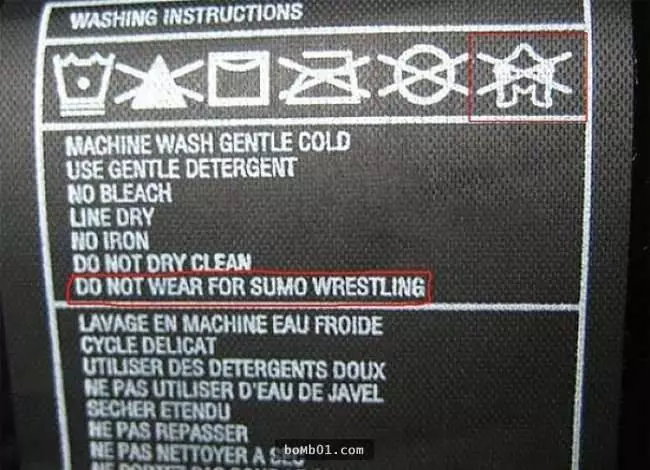 WASHING INSTRUCTIONS
MACHINE WASH GENTLE COLD
USE GENTLE DETERGENT
NO BLEACH
LINE DRY
NO IRON
DO NOT DRY CLEAN
DO NOT WEAR FOR SUMO WRESTLING
LAVAGE EN MACHINE EAU FROIDE
CYCLE DELICAT
UTILISER DES DETERGENTS DOUX
NE PAS UTILISER D'EAU DE JAVEL
SECHER ETENDU
NE PAS REPASSER
NE PAS NETTOYER A
boMb01.com